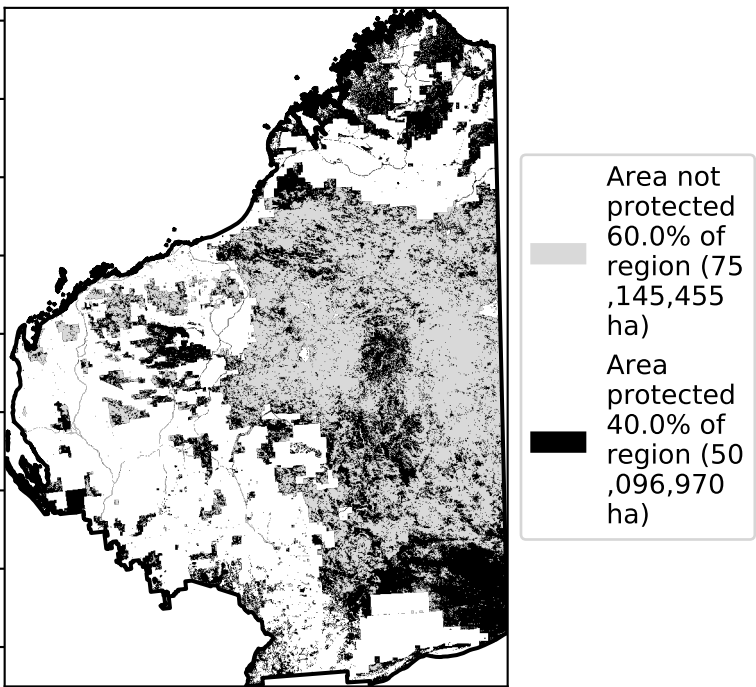 Area not
protected
60.0% of
region (75
,145,455
ha)
Area
protected
40.0% of
region (50
,096,970
ha)